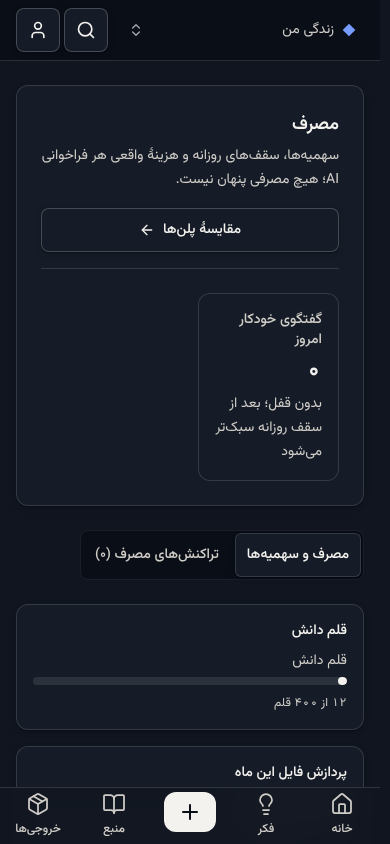 زندگی من
مصرف
سهمیه‌ها، سقف‌های روزانه و هزینهٔ واقعی هر فراخوانی
AI؛ هیچ مصرفی پنهان نیست.
مقایسهٔ پلن‌ها ←
گفتگوی خودکار
امروز
۰
بدون قفل؛ بعد از
سقف روزانه سبک‌تر
می‌شود
مصرف و سهمیه‌ها
تراکنش‌های مصرف (۰)
قلم دانش
قلم دانش
۱۲ از ۴۰۰ قلم
پردازش فایل این ماه
خانه
فکر
منبع
خروجی‌ها